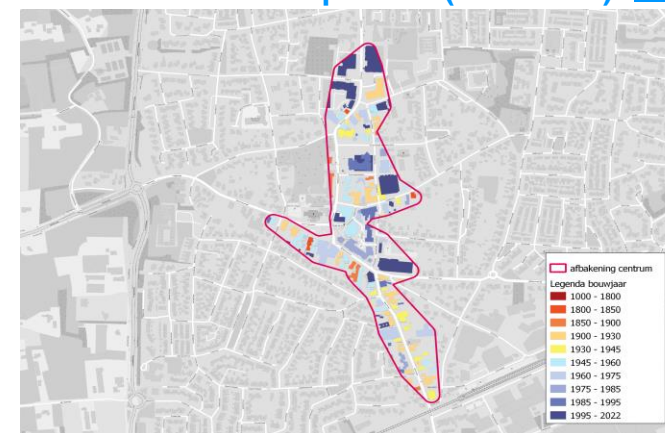 afbakening centrum
Legenda bouwjaar
1000 - 1800
1800 - 1850
1850 - 1900
1900 - 1930
1930 - 1945
1945 - 1960
1960 - 1975
1975 - 1985
1985 - 1995
1995 - 2022